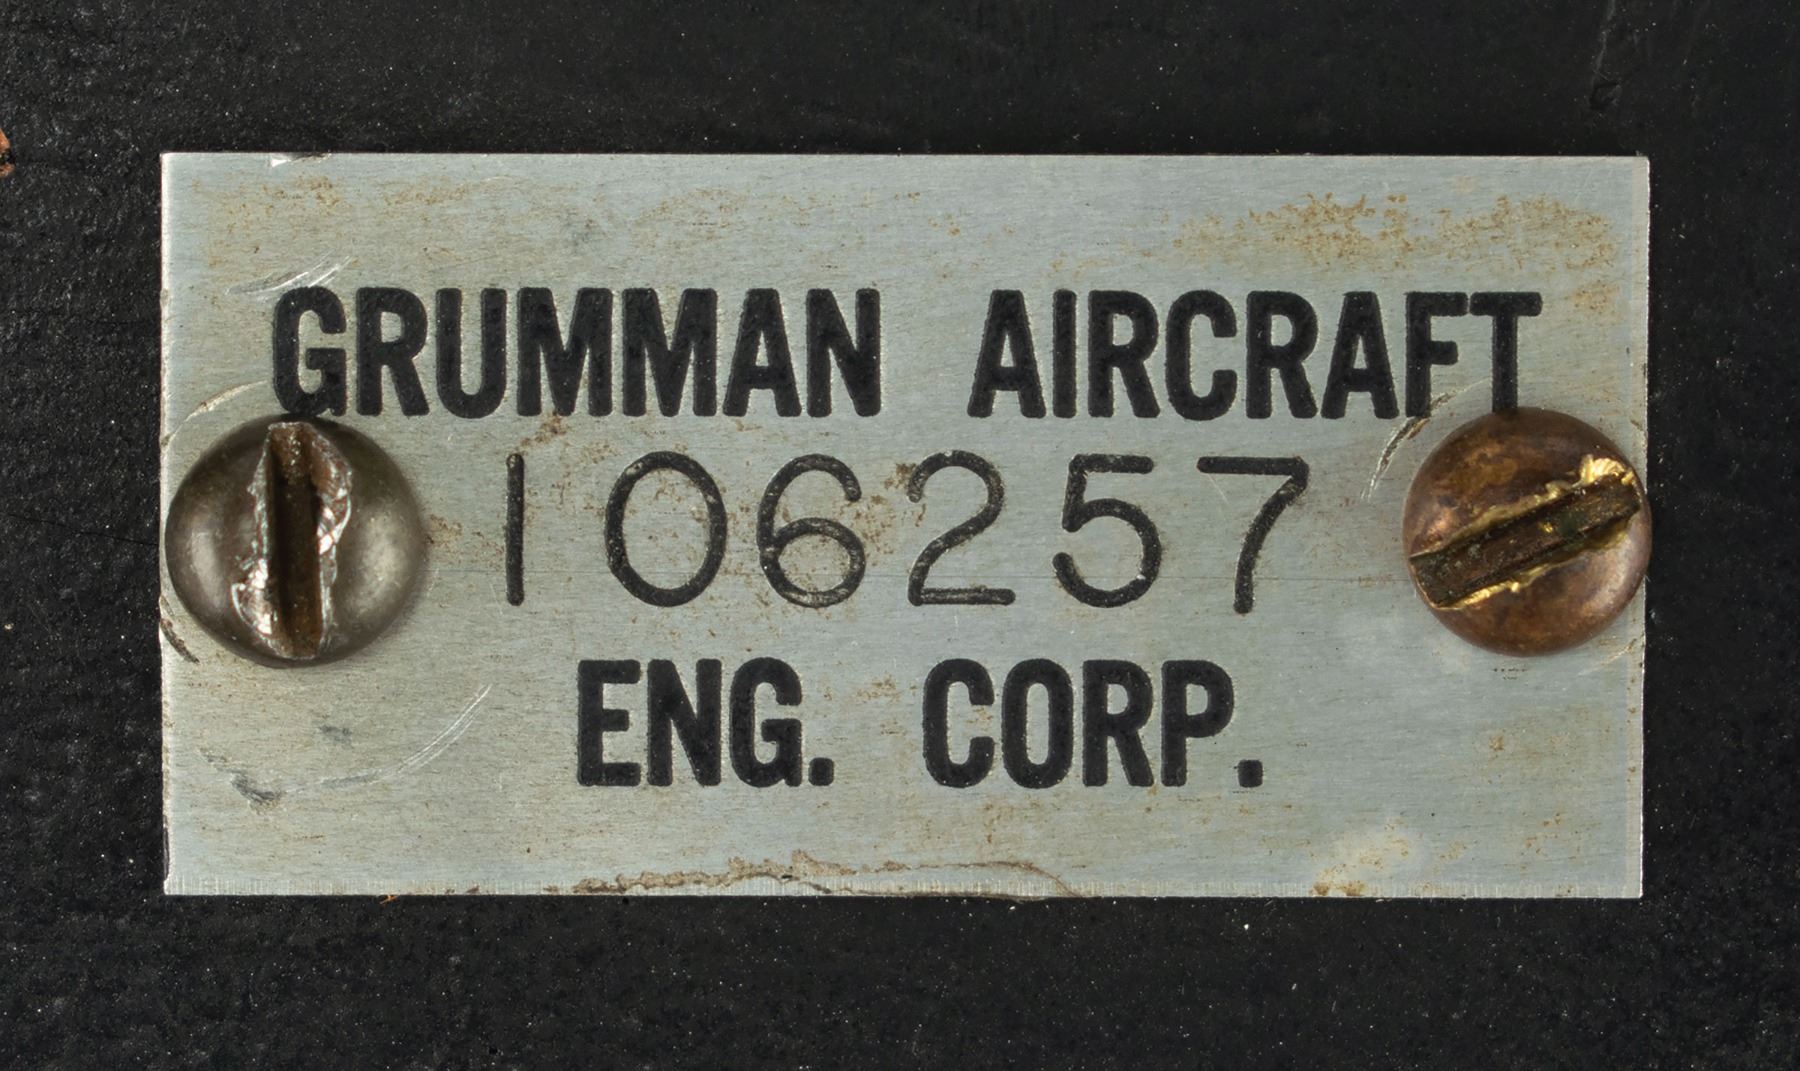 GRUMMAN AIRCRAFT
106257
ENG. CORP.